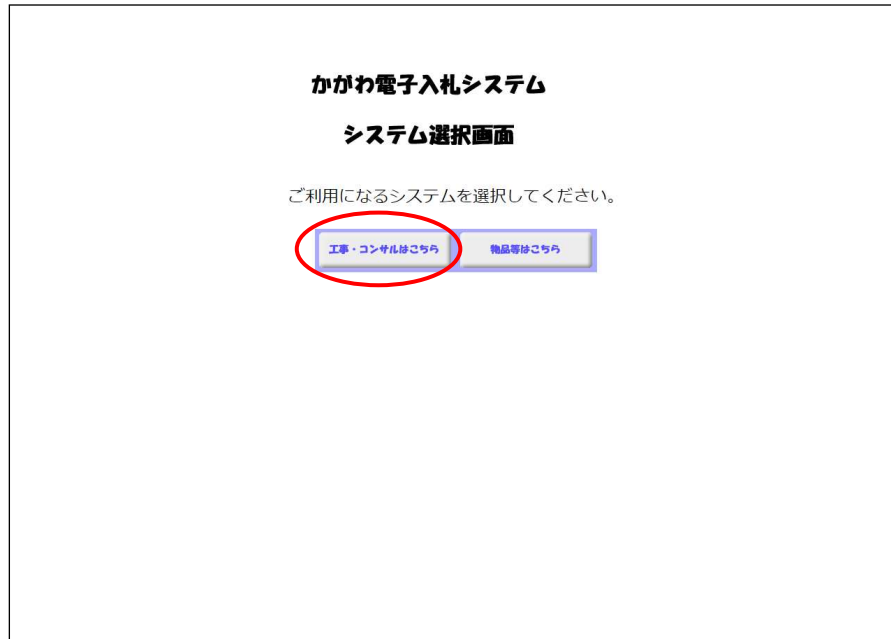 かがわ電子入札システム
システム選択画面
ご利用になるシステムを選択してください。
工事・コンサルはこちら 物品等はこちら